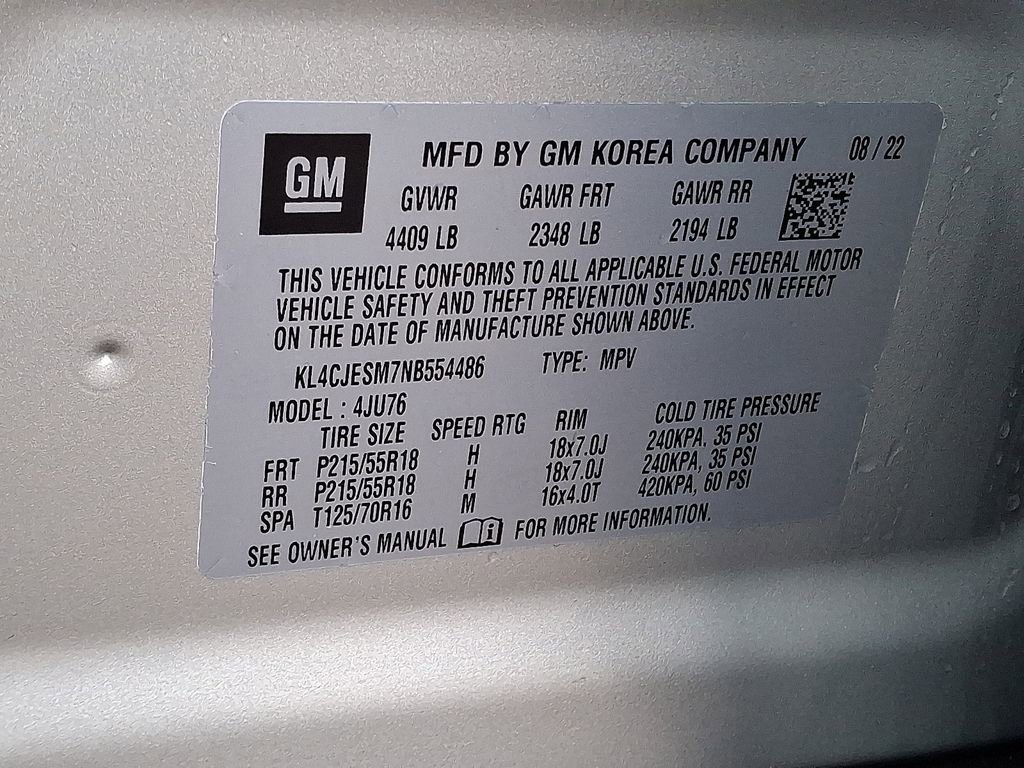 GM
MFD BY GM KOREA COMPANY 08 / 22
GVWR GAWR FRT GAWR RR
4409 LB 2348 LB 2194 LB
THIS VEHICLE CONFORMS TO ALL APPLICABLE U.S. FEDERAL MOTOR
VEHICLE SAFETY AND THEFT PREVENTION STANDARDS IN EFFECT
ON THE DATE OF MANUFACTURE SHOWN ABOVE.
KL4CJESM7NB554486 TYPE: MPV
MODEL : 4JU76
TIRE SIZE SPEED RTG RIM COLD TIRE PRESSURE
FRT P215/55R18 H 18x7.0J 240KPA, 35 PSI
RR P215/55R18 H 18x7.0J 240KPA, 35 PSI
SPA T125/70R16 M 16x4.0T 420KPA, 60 PSI
SEE OWNER'S MANUAL i FOR MORE INFORMATION.